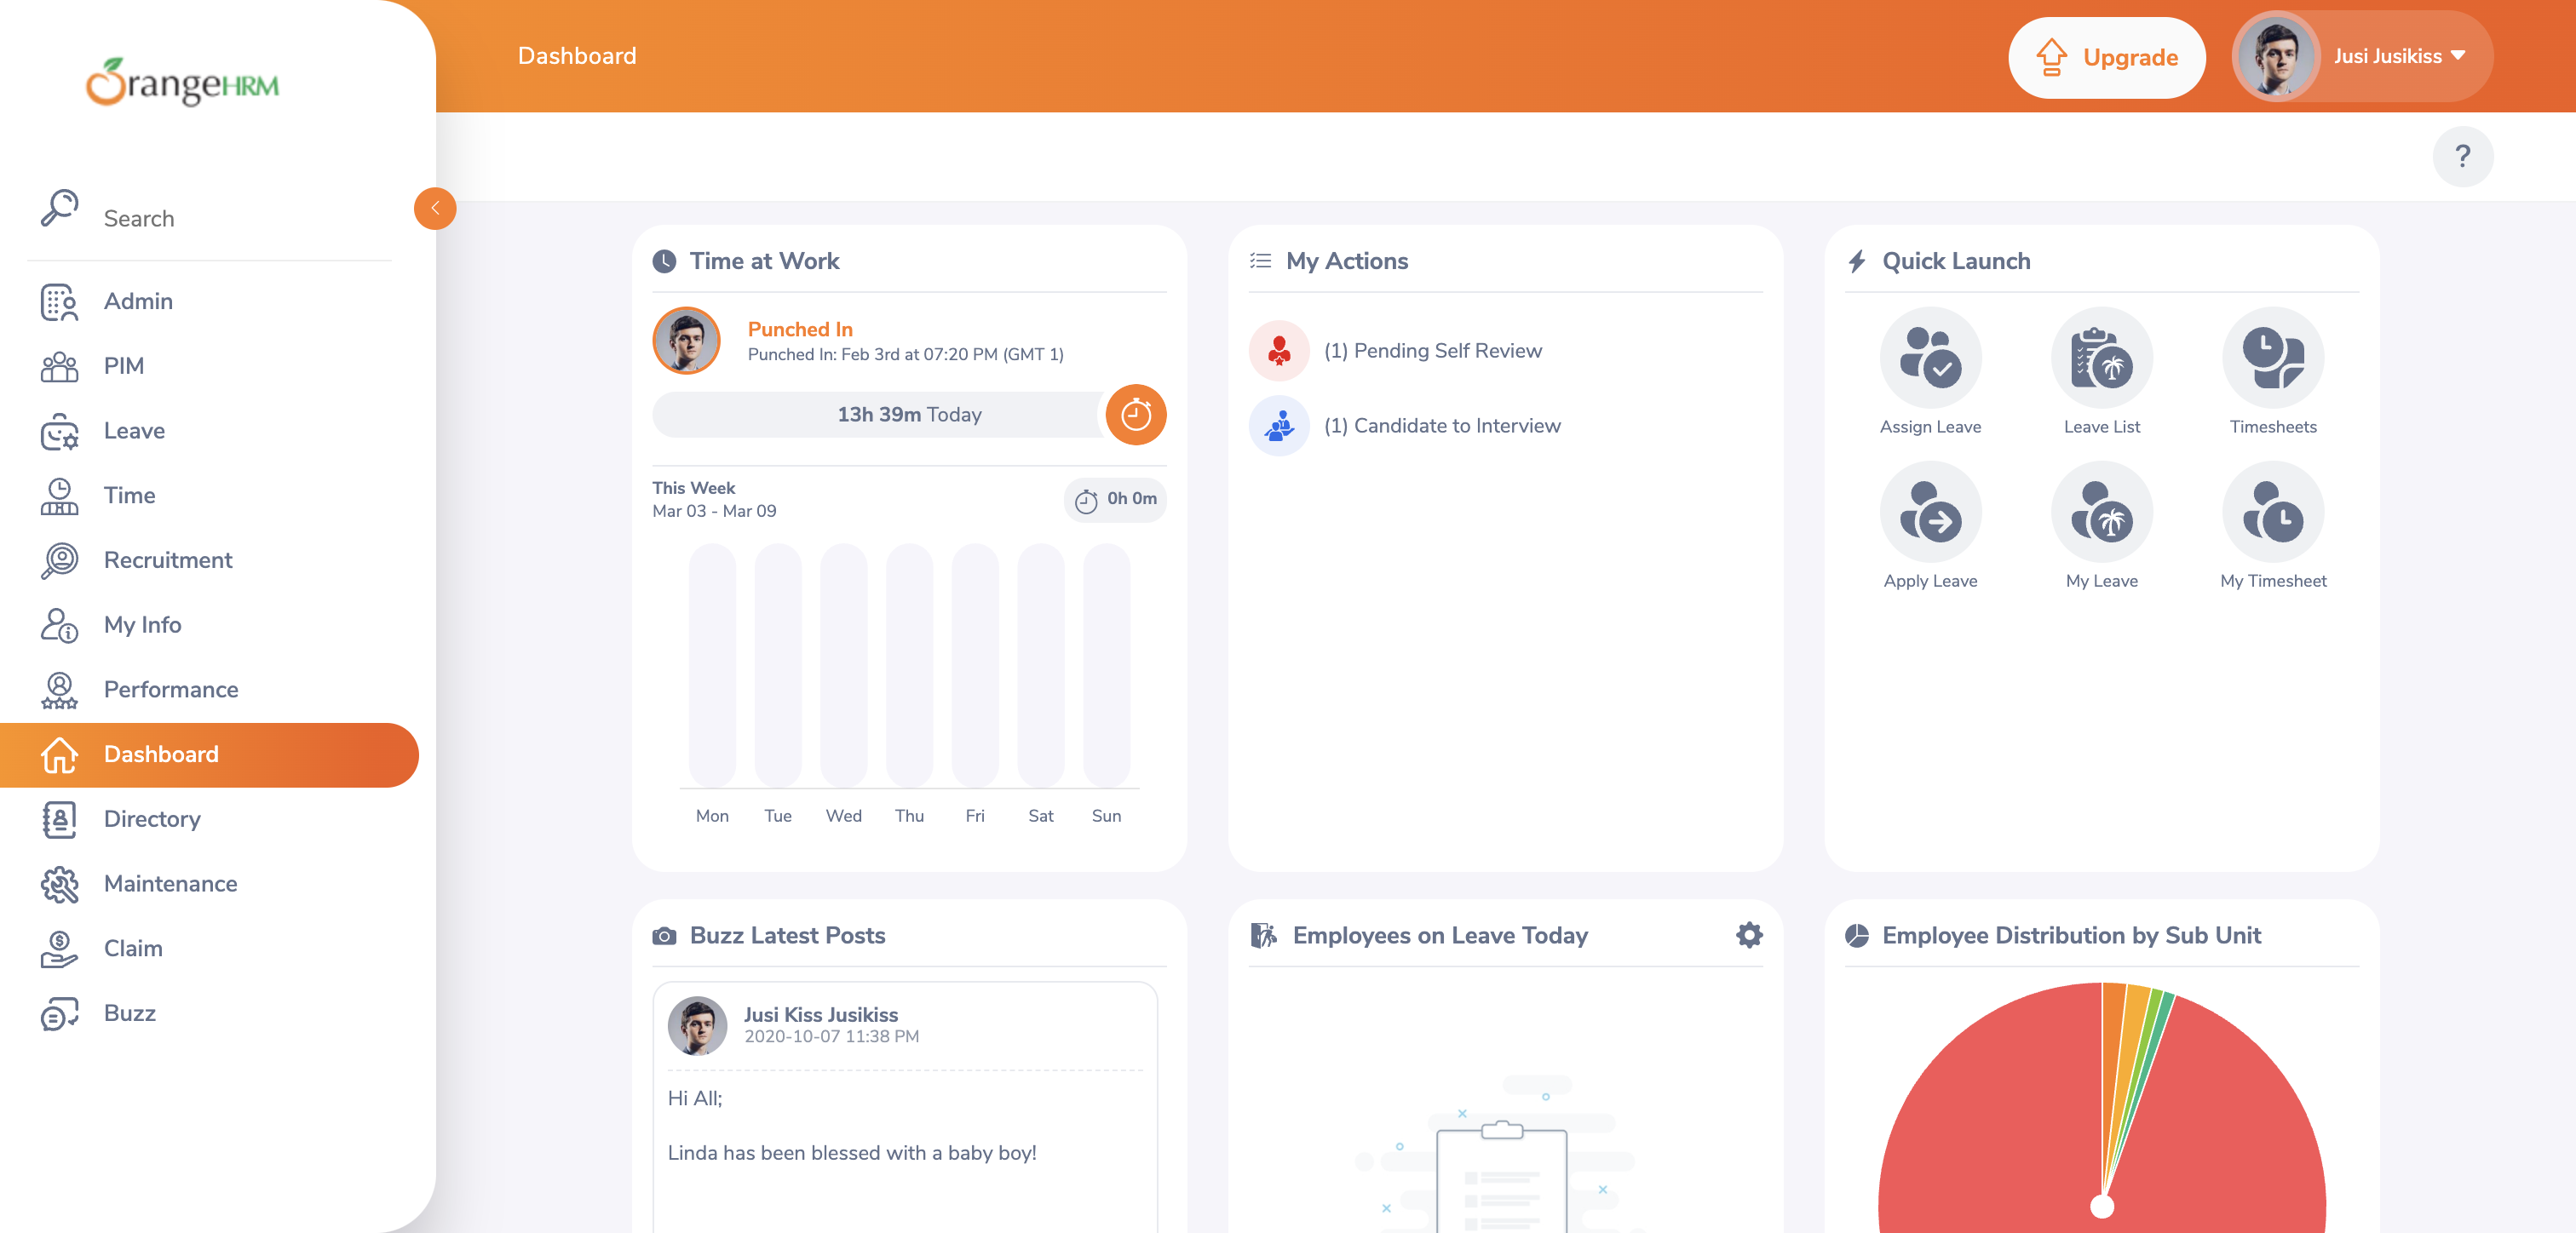 OrangeHRM
Search
Admin
PIM
Leave
Time
Recruitment
My Info
Performance
Dashboard
Directory
Maintenance
Claim
Buzz
Dashboard
Upgrade
Jusi Jusikiss
?
Time at Work
Punched In
Punched In: Feb 3rd at 07:20 PM (GMT 1)
13h 39m Today
This Week
Mar 03 - Mar 09
0h 0m
Mon Tue Wed Thu Fri Sat Sun
My Actions
(1) Pending Self Review
(1) Candidate to Interview
Quick Launch
Assign Leave Leave List Timesheets
Apply Leave My Leave My Timesheet
Buzz Latest Posts
Jusi Kiss Jusikiss
2020-10-07 11:38 PM
Hi All;
Linda has been blessed with a baby boy!
Employees on Leave Today
Employee Distribution by Sub Unit